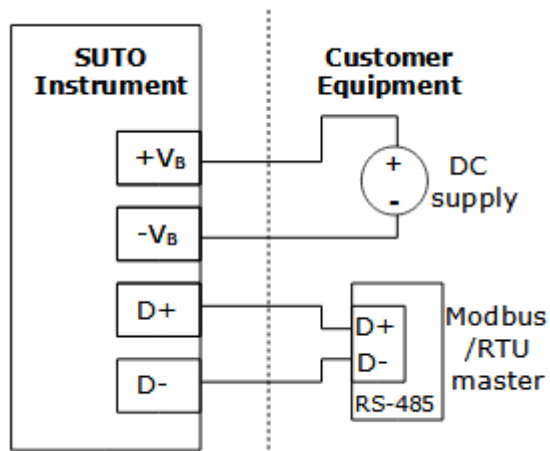 SUTO
Instrument
Customer
Equipment
+VB
-VB
D+
D-
+
-
DC
supply
D+
D-
RS-485
Modbus
/RTU
master